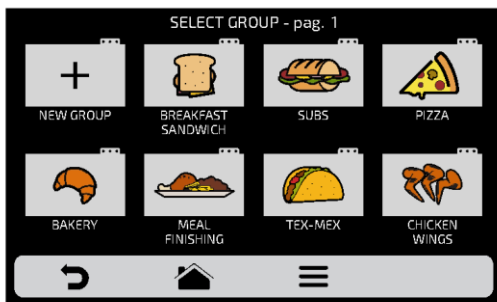 SELECT GROUP - pag. 1
NEW GROUP
BREAKFAST
SANDWICH
SUBS
PIZZA
BAKERY
MEAL
FINISHING
TEX-MEX
CHICKEN
WINGS